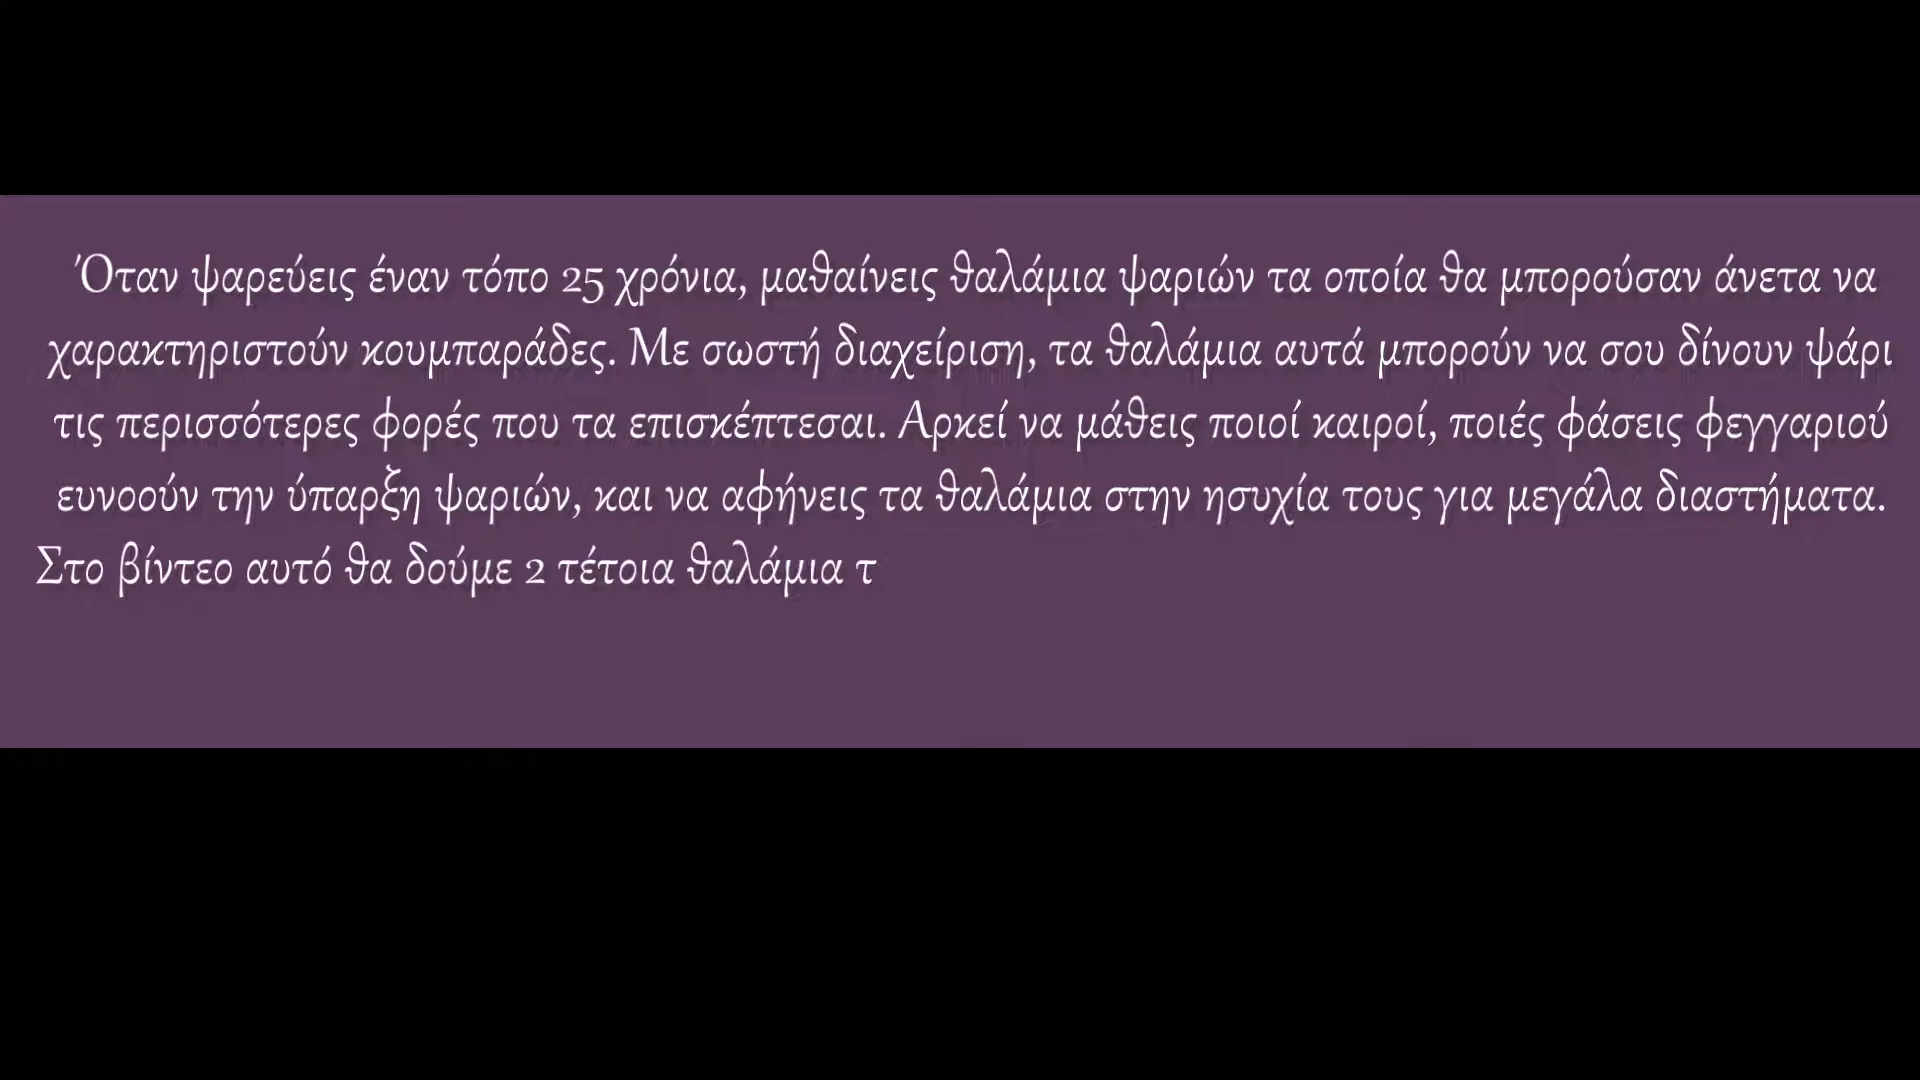 Όταν ψαρεύεις έναν τόπο 25 χρόνια, μαθαίνεις θαλάμια ψαριών τα οποία θα μπορούσαν άνετα να
χαρακτηριστούν κουμπαράδες. Με σωστή διαχείριση, τα θαλάμια αυτά μπορούν να σου δίνουν ψάρι
τις περισσότερες φορές που τα επισκέπτεσαι. Αρκεί να μάθεις ποιοί καιροί, ποιές φάσεις φεγγαριού
ευνοούν την ύπαρξη ψαριών, και να αφήνεις τα θαλάμια στην ησυχία τους για μεγάλα διαστήματα.
Στο βίντεο αυτό θα δούμε 2 τέτοια θαλάμια τ